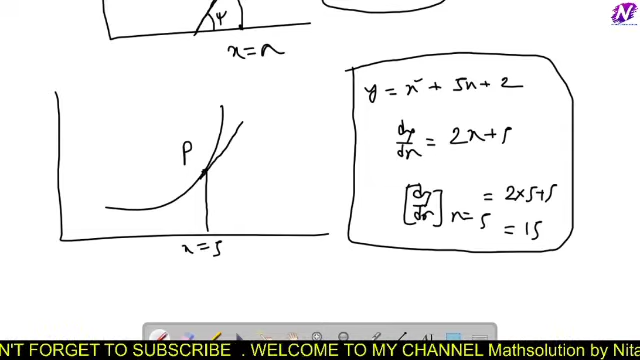 ψ
x = n
N
y = x² + 5x + 2
dy/dx = 2x + 5
P
[dy/dx] x = 5 = 2×5+5
= 15
x = 5
N'T FORGET TO SUBSCRIBE . WELCOME TO MY CHANNEL Mathsolution by Nita